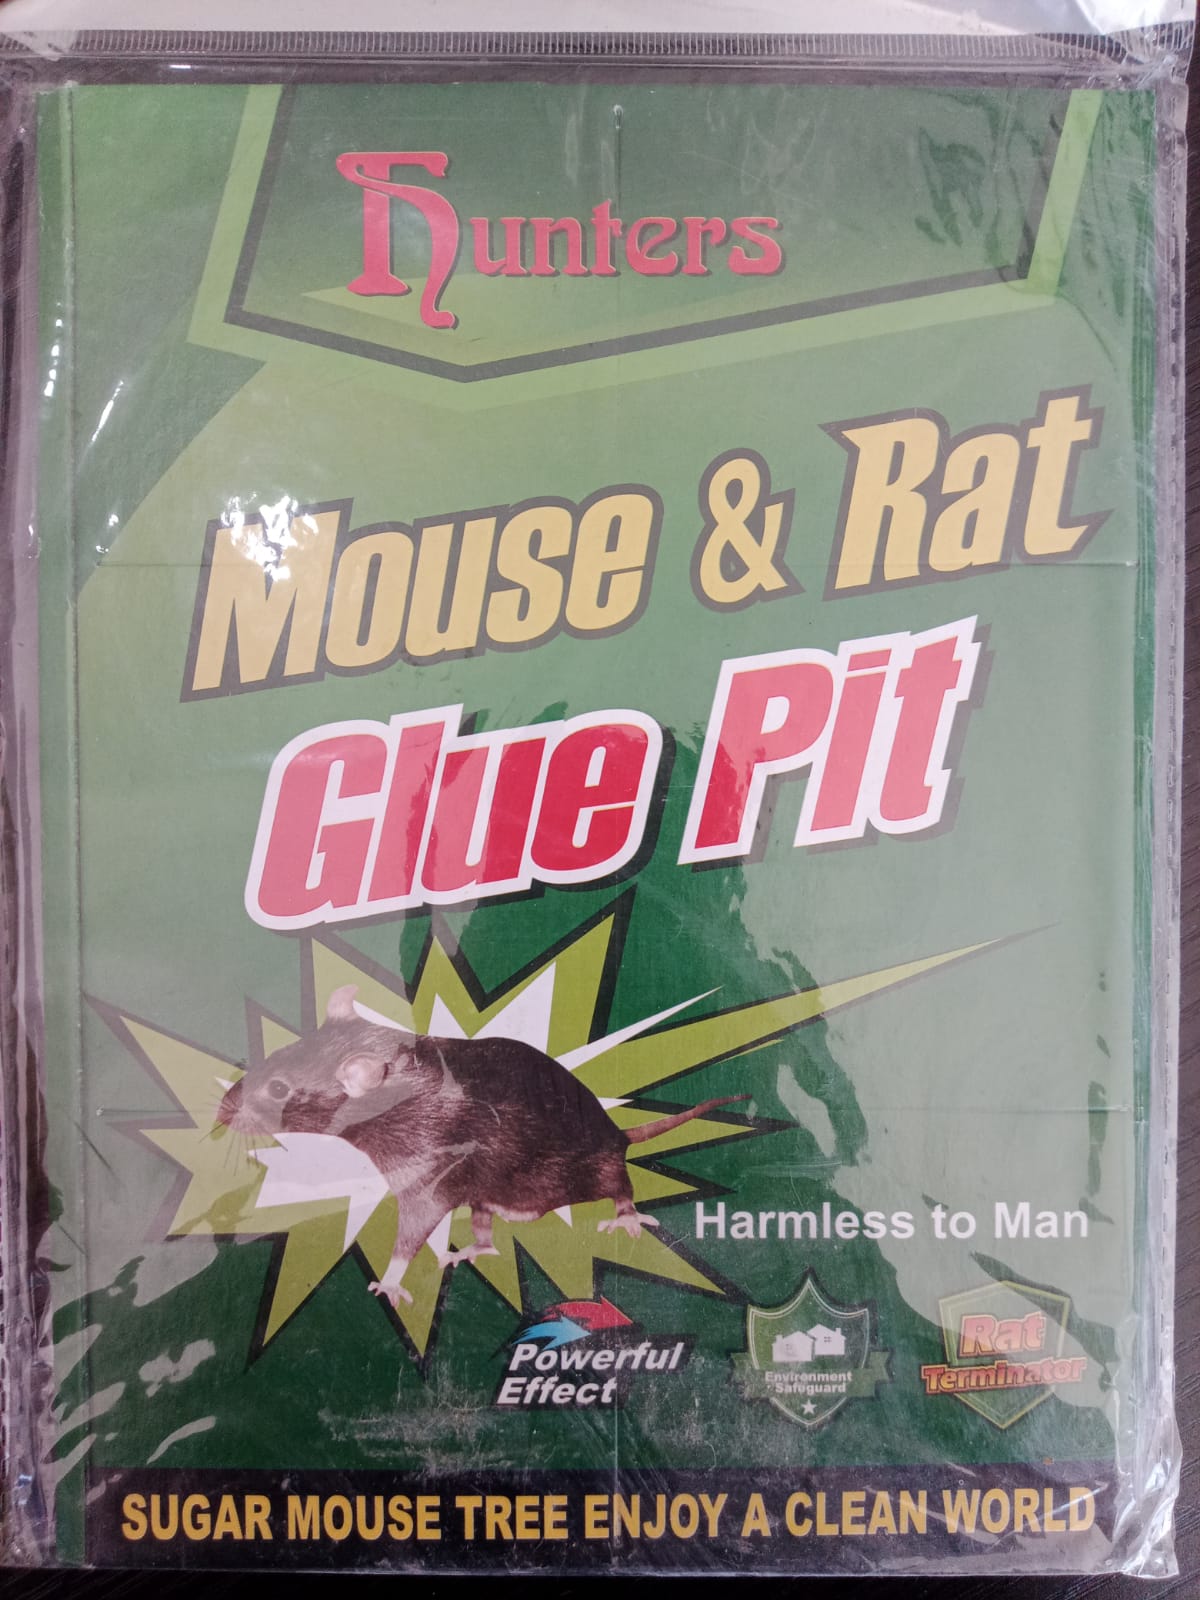 Hunters
Mouse & Rat
Glue Pit
Harmless to Man
Powerful
Effect
Environment
Safeguard
Rat
Terminator
SUGAR MOUSE TREE ENJOY A CLEAN WORLD